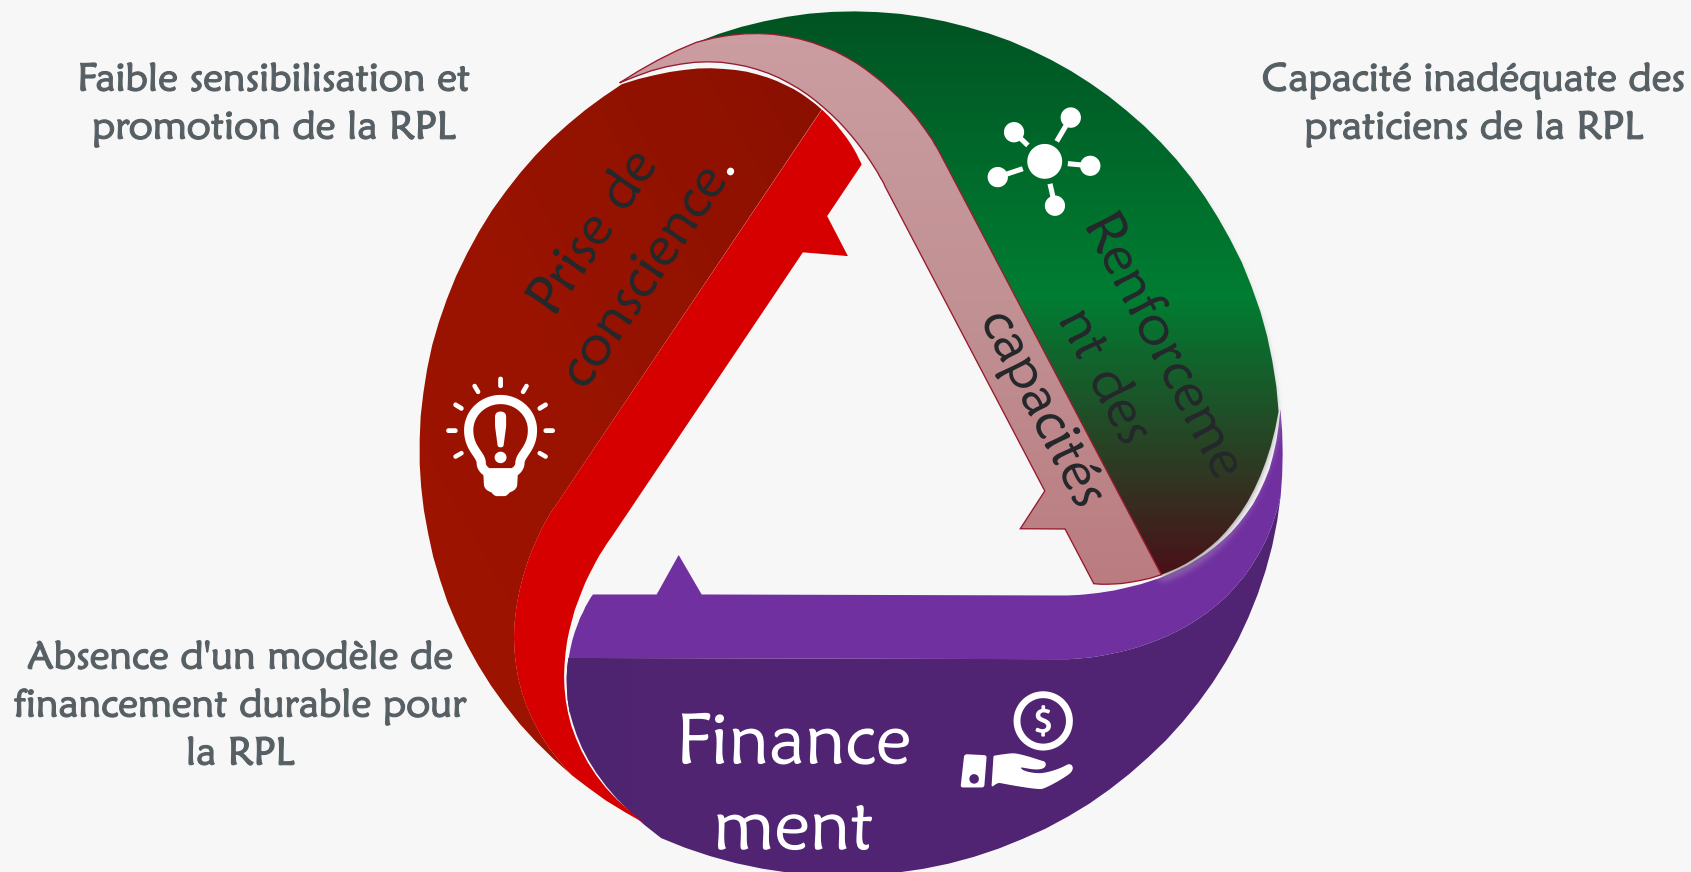 Faible sensibilisation et
promotion de la RPL
Capacité inadéquate des
praticiens de la RPL
Prise de
conscience.
Renforceme
nt des
capacités
Absence d'un modèle de
financement durable pour
la RPL
Finance
ment
$